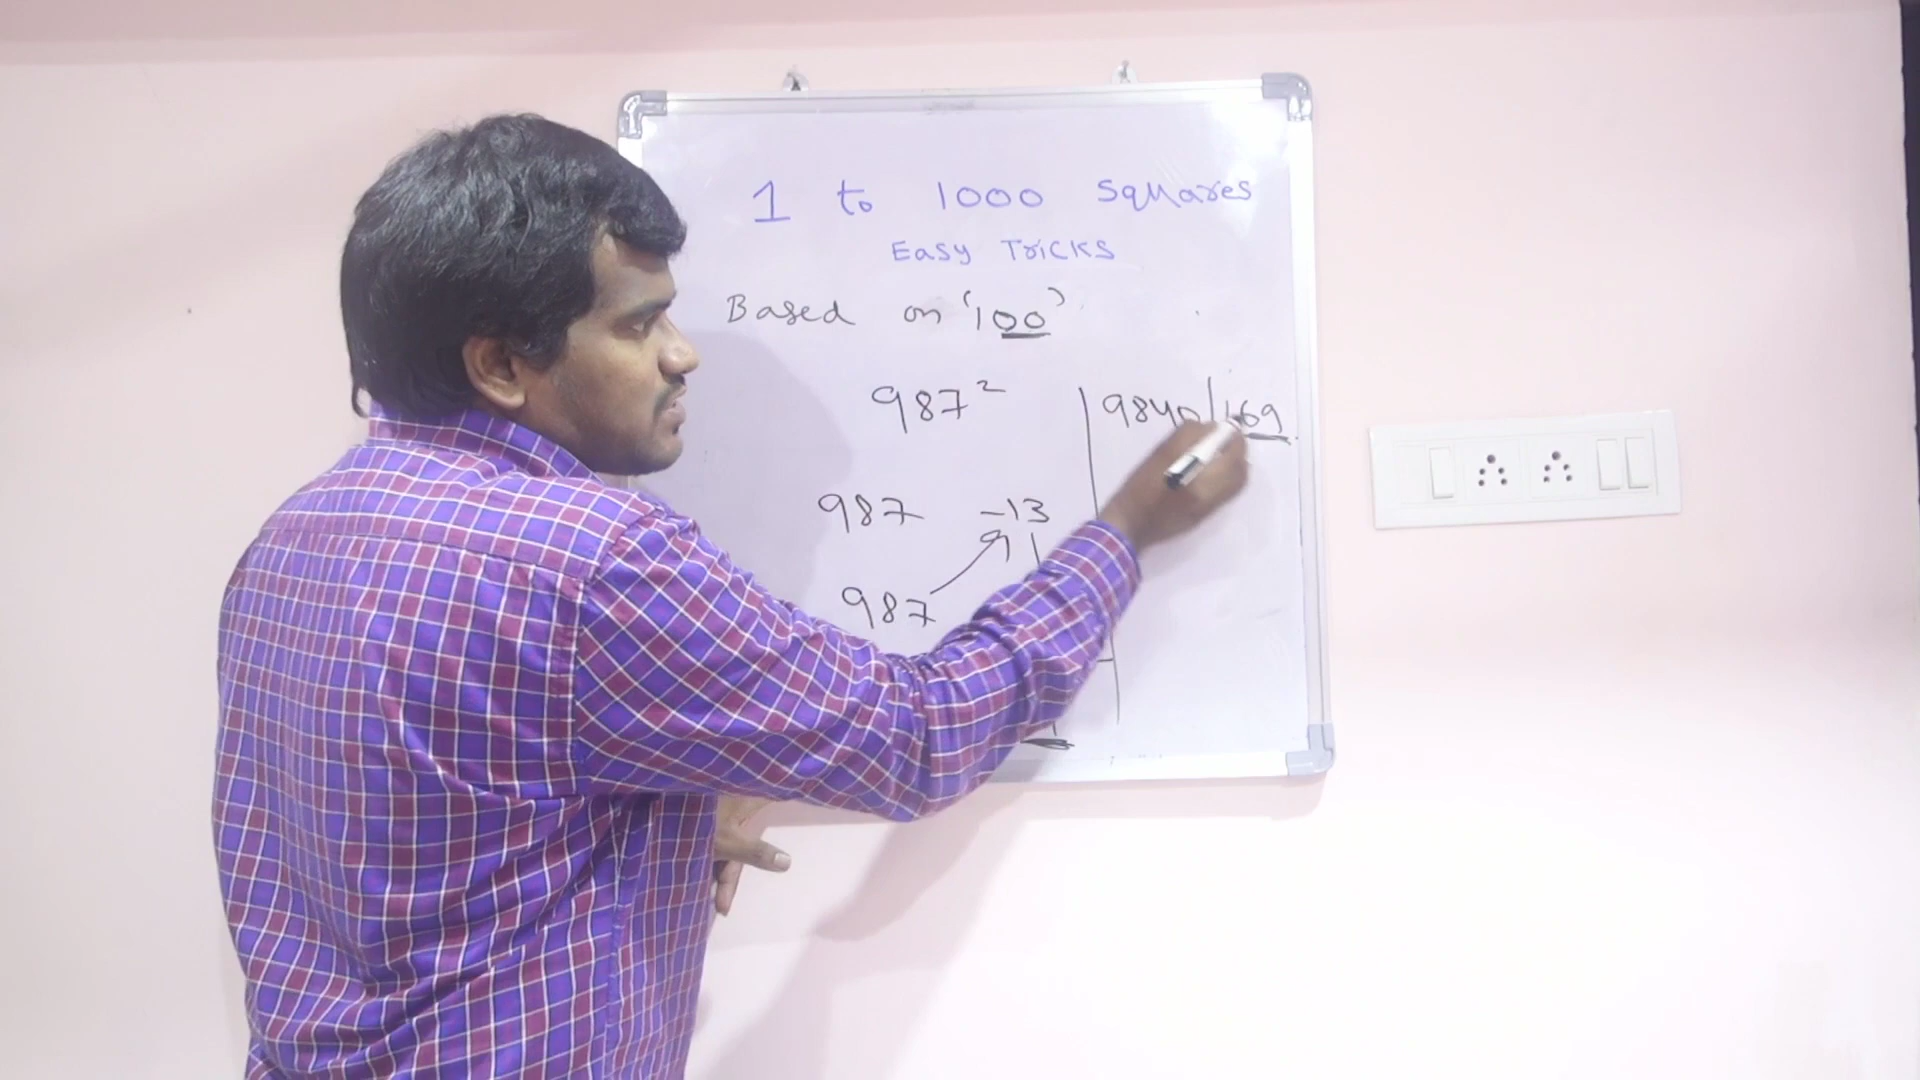 1 to 1000 Squares
Easy Tricks
Based on '100'
987²
9840/169
987 -13
987